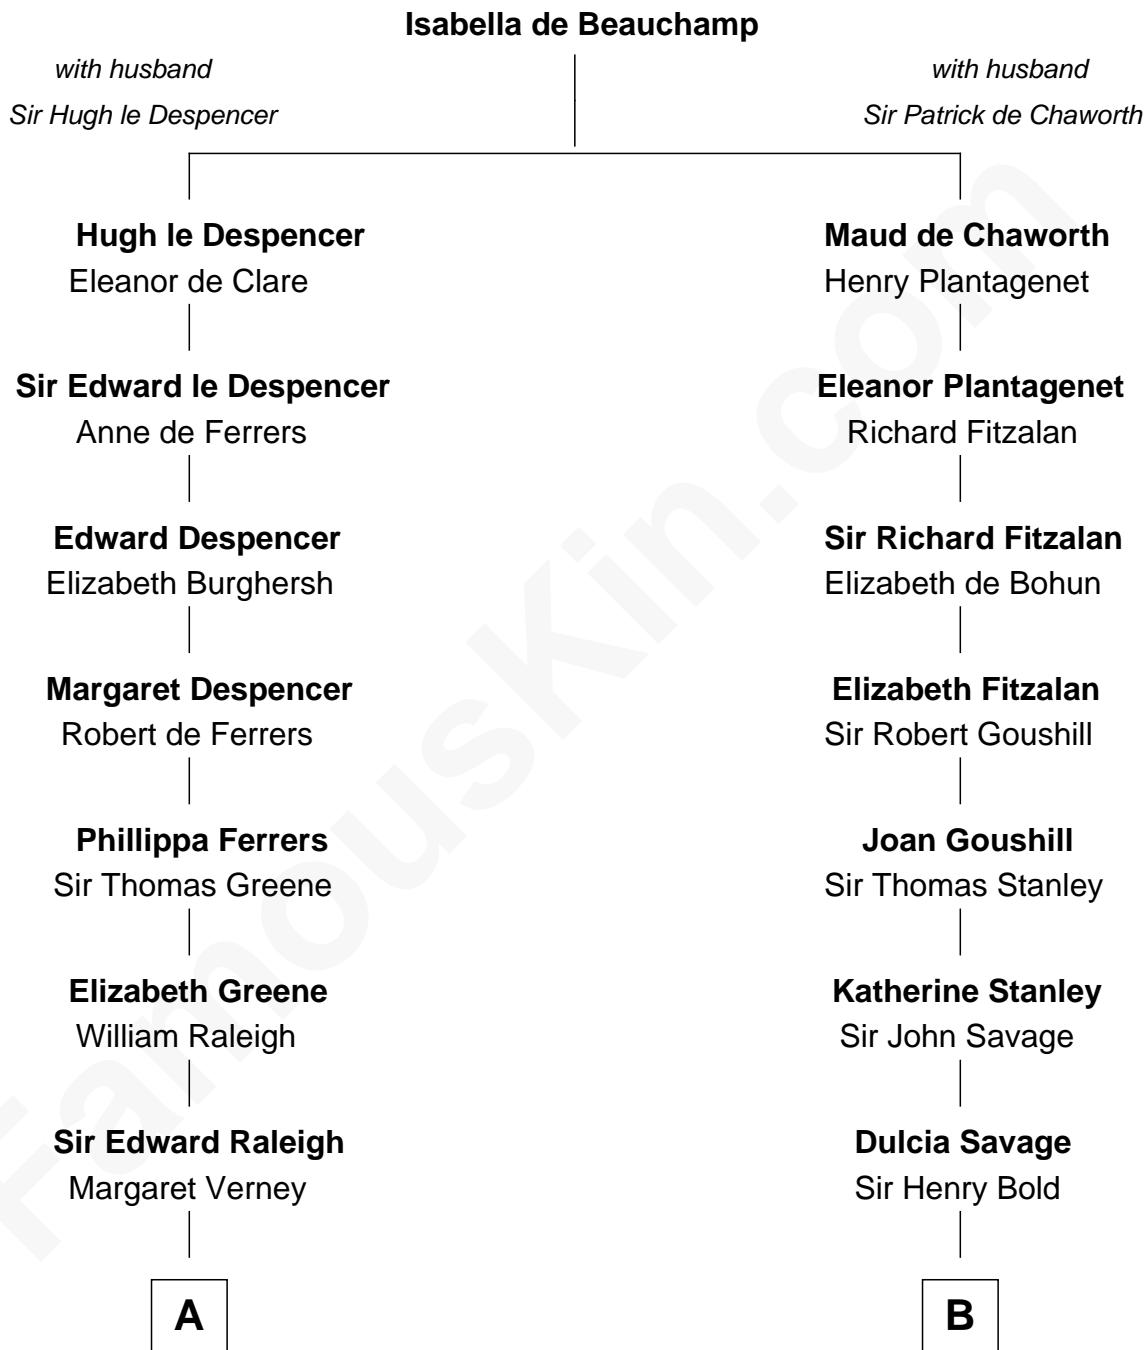 Isabella de Beauchamp
with husband
Sir Hugh le Despencer
with husband
Sir Patrick de Chaworth
Hugh le Despencer
Eleanor de Clare
Maud de Chaworth
Henry Plantagenet
Sir Edward le Despencer
Anne de Ferrers
Eleanor Plantagenet
Richard Fitzalan
Edward Despencer
Elizabeth Burghersh
Sir Richard Fitzalan
Elizabeth de Bohun
Margaret Despencer
Robert de Ferrers
Elizabeth Fitzalan
Sir Robert Goushill
Phillippa Ferrers
Sir Thomas Greene
Joan Goushill
Sir Thomas Stanley
Elizabeth Greene
William Raleigh
Katherine Stanley
Sir John Savage
Sir Edward Raleigh
Margaret Verney
Dulcia Savage
Sir Henry Bold
A
B
FamousKin.com